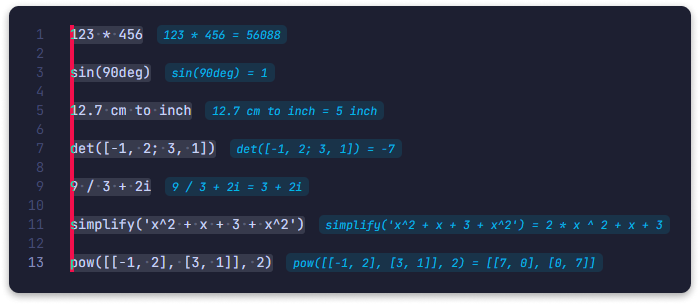 1 123 * 456 123 * 456 = 56088
2
3 sin(90deg) sin(90deg) = 1
4
5 12.7 cm to inch 12.7 cm to inch = 5 inch
6
7 det([-1, 2; 3, 1]) det([-1, 2; 3, 1]) = -7
8
9 9 / 3 + 2i 9 / 3 + 2i = 3 + 2i
10
11 simplify('x^2 + x + 3 + x^2') simplify('x^2 + x + 3 + x^2') = 2 * x ^ 2 + x + 3
12
13 pow([[-1, 2], [3, 1]], 2) pow([[-1, 2], [3, 1]], 2) = [[7, 0], [0, 7]]